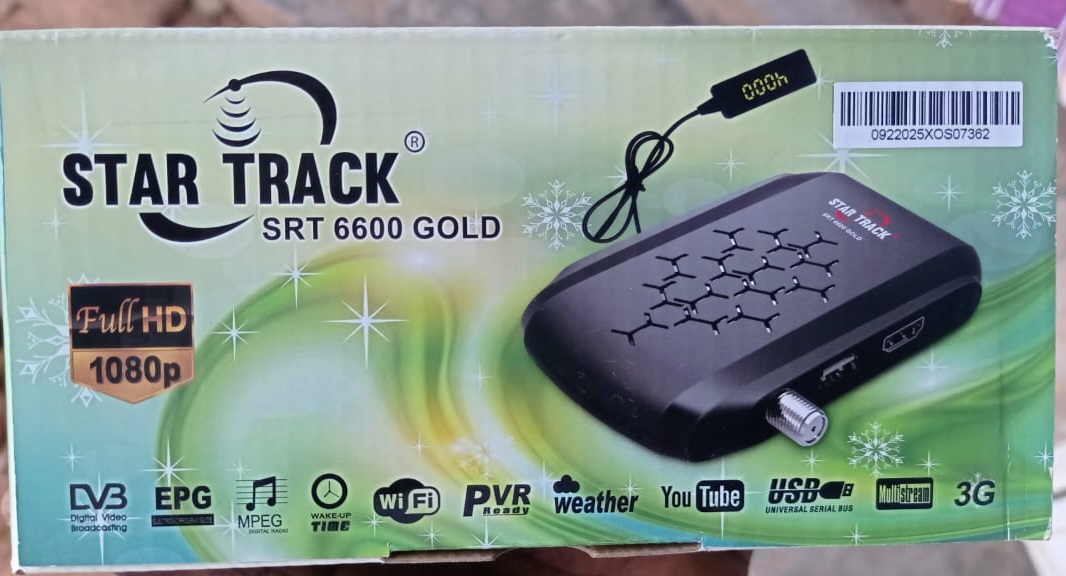 STAR TRACK®
SRT 6600 GOLD
Full HD
1080p
0922025XOS07362
STAR TRACK
SRT 6600 GOLD
DVB
Digital Video
Broadcasting
EPG
MPEG
DIGITAL RADIO
WAKE-UP
TIME
WiFi
PVR
Ready
weather
YouTube
USB
UNIVERSAL SERIAL BUS
Multistream
3G